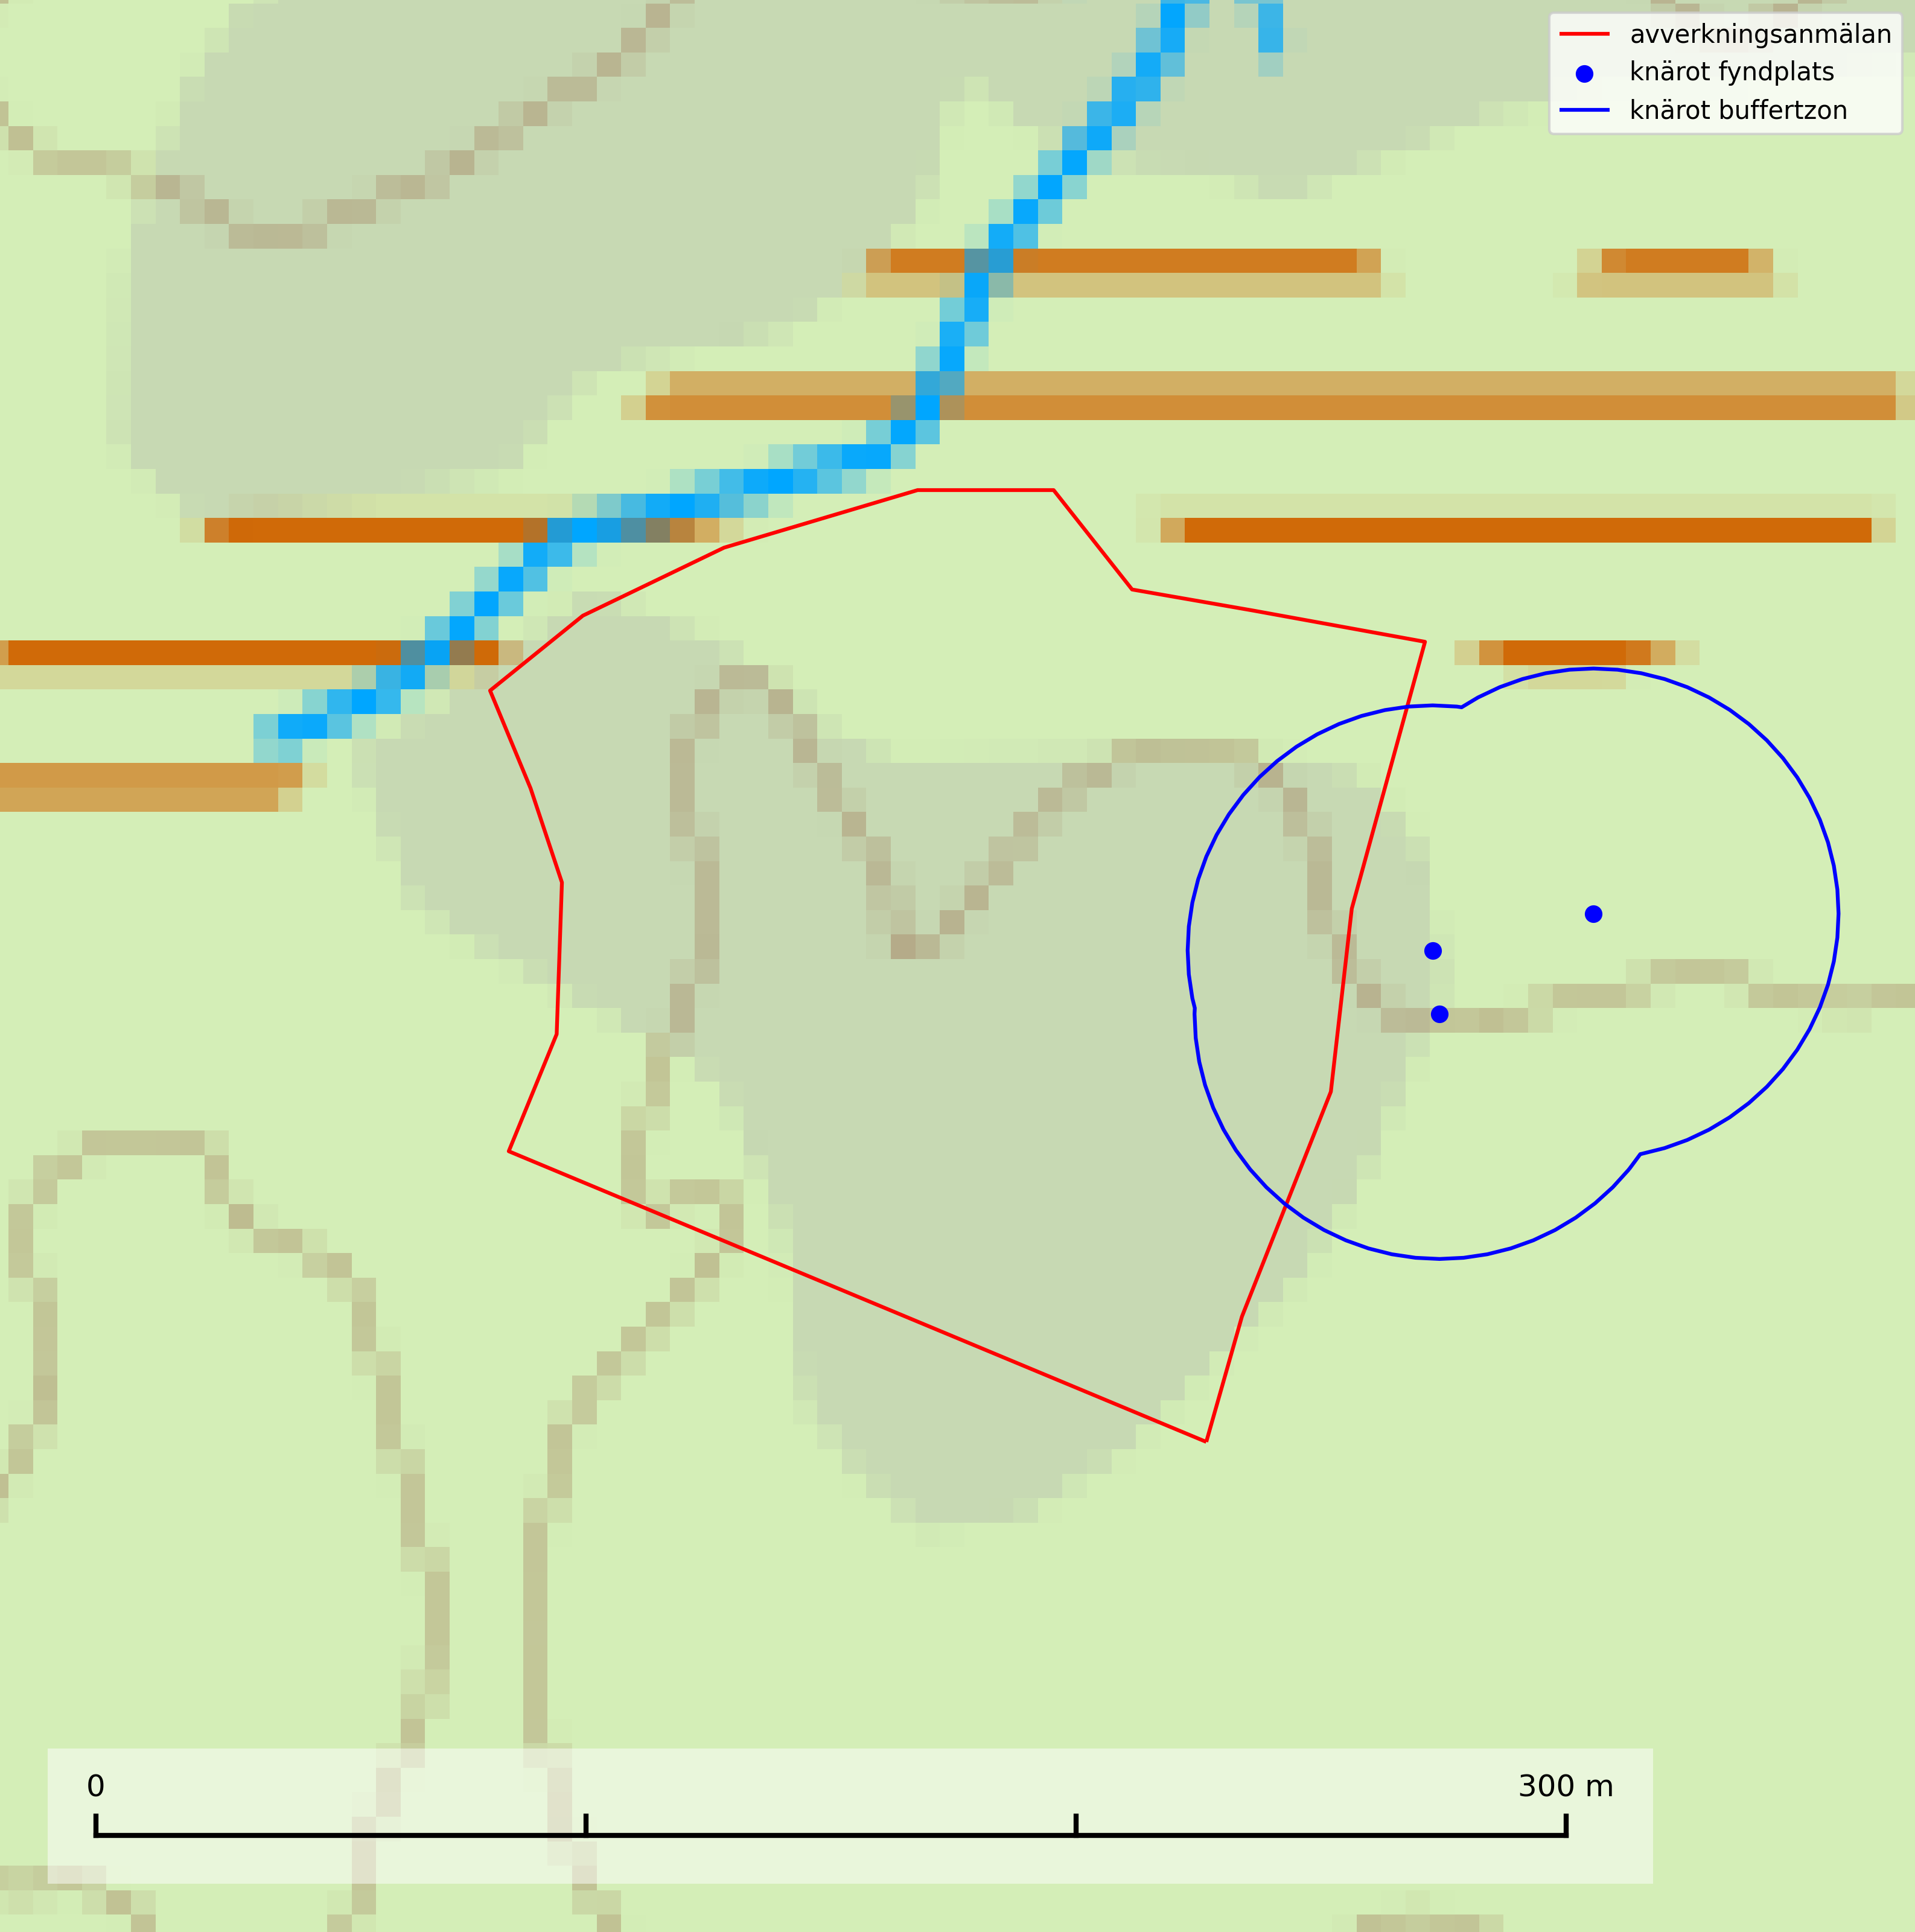 avverkningsanmälan
knärot fyndplats
knärot buffertzon
0 300 m